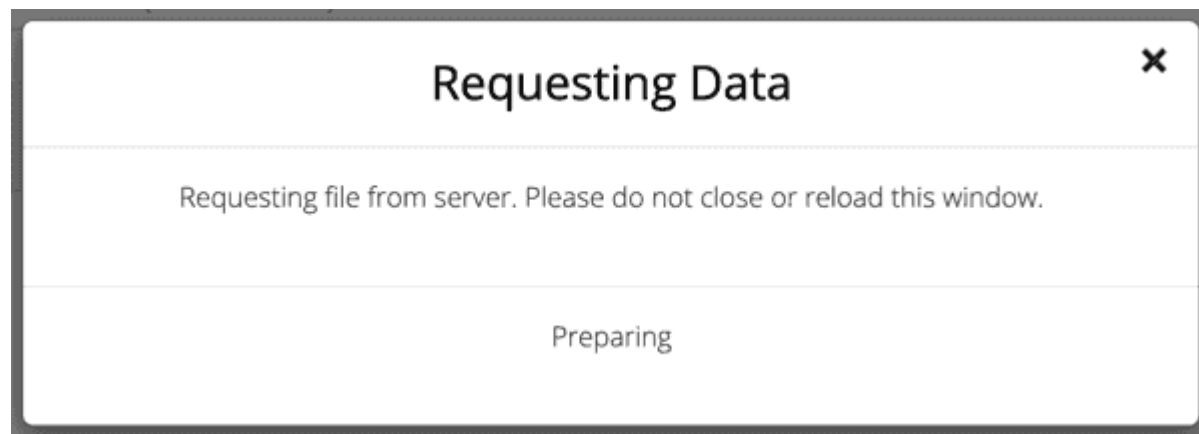 Requesting Data
Requesting file from server. Please do not close or reload this window.
Preparing